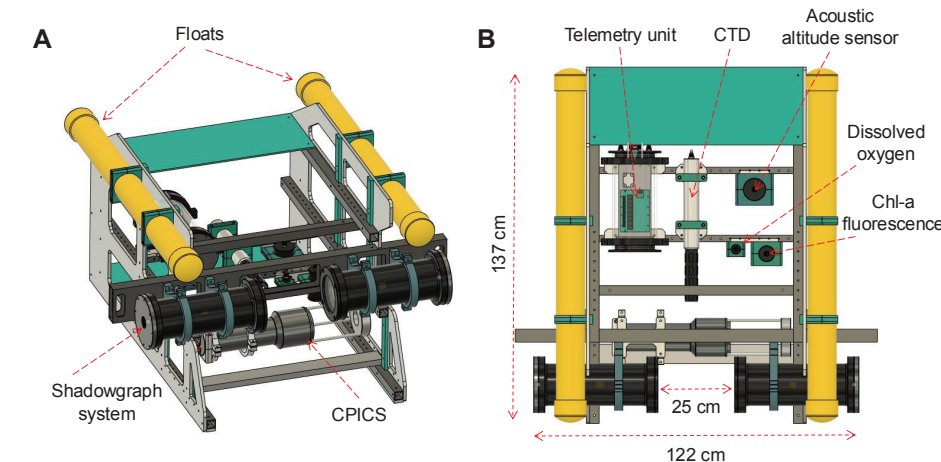 A
Floats
Shadowgraph
system
CPICS
B
Telemetry unit
CTD
Acoustic
altitude sensor
Dissolved
oxygen
Chl-a
fluorescence
137 cm
25 cm
122 cm